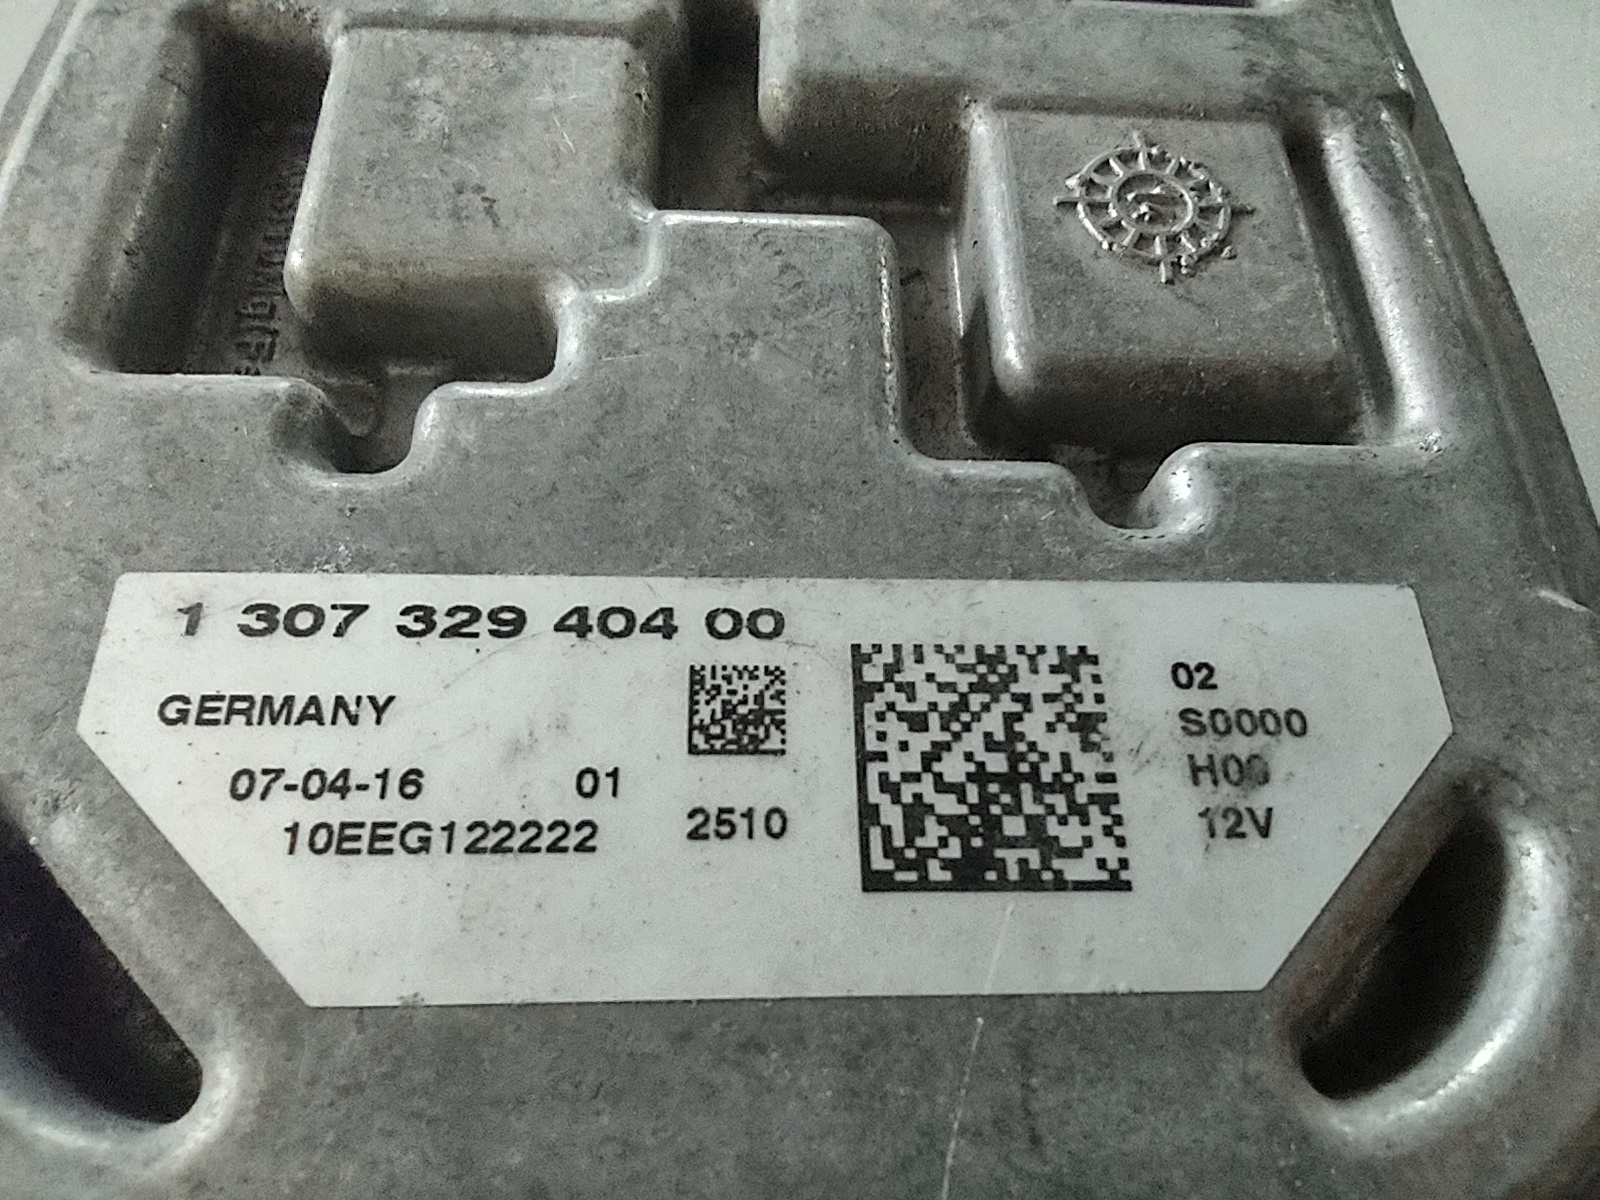 1 307 329 404 00
GERMANY
07-04-16 01
10EEG122222 2510
02
S0000
H00
12V